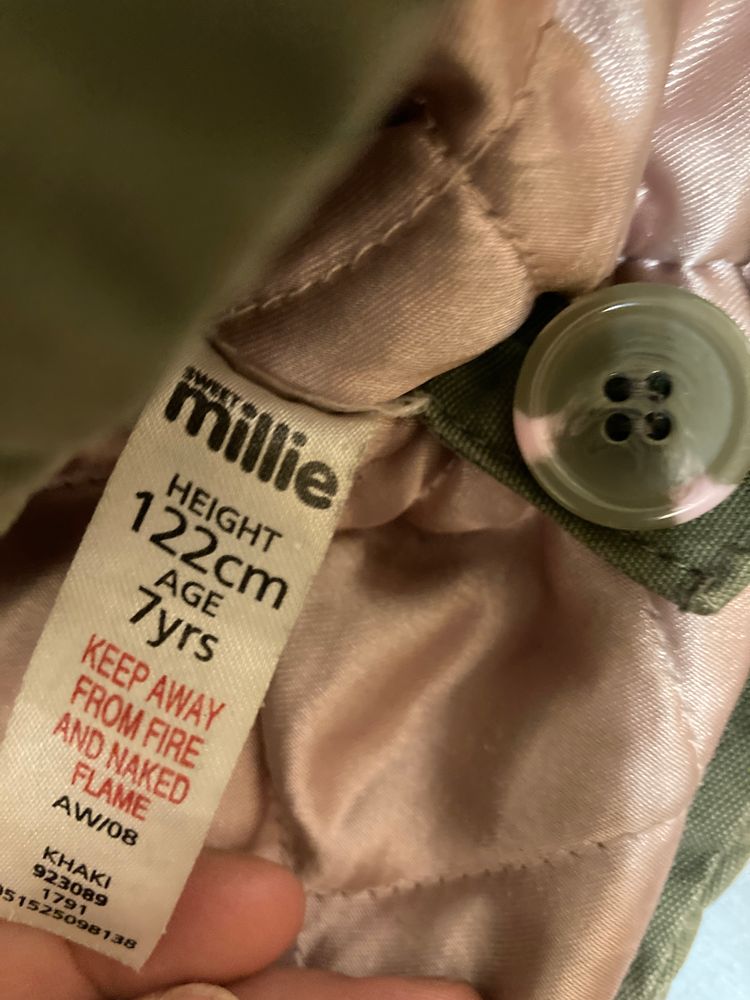 SWEET
millie
HEIGHT
122cm
AGE
7yrs
KEEP AWAY
FROM FIRE
AND NAKED
FLAME
AW/08
KHAKI
923089
1791
051525098138